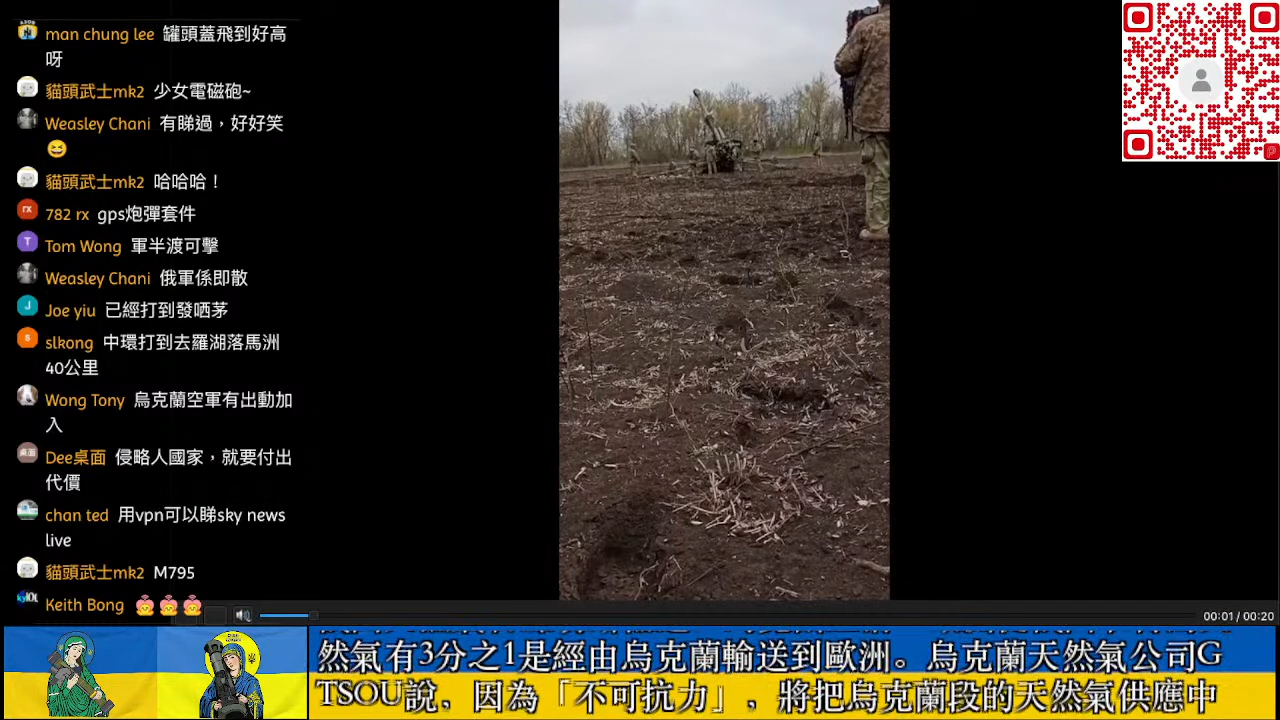 man chung lee 罐頭蓋飛到好高
呀
貓頭武士mk2 少女電磁砲~
Weasley Chani 有睇過，好好笑
😆
貓頭武士mk2 哈哈哈！
782 rx gps炮彈套件
Tom Wong 軍半渡可擊
Weasley Chani 俄軍係即散
Joe yiu 已經打到發哂茅
slkong 中環打到去羅湖落馬洲
40公里
Wong Tony 烏克蘭空軍有出動加
入
Dee桌面 侵略人國家，就要付出
代價
chan ted 用vpn可以睇sky news
live
貓頭武士mk2 M795
Keith Bong
00:01 / 00:20
然氣有3分之1是經由烏克蘭輸送到歐洲。烏克蘭天然氣公司G
TSOU說，因為「不可抗力」，將把烏克蘭段的天然氣供應中